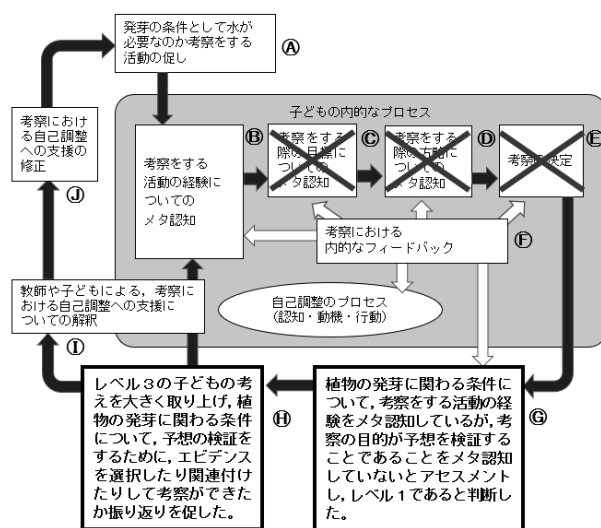 発芽の条件として水が
必要なのか考察をする
活動の促し
Ⓐ
子どもの内的なプロセス
考察における自己調整への支援の修正
Ⓙ
Ⓑ
考察をする
活動の経験に
ついての
メタ認知
考察をする
際の目標に
ついての
メタ認知
Ⓒ
考察をする
際の方略に
ついての
メタ認知
Ⓓ
考察の決定
Ⓔ
考察における
内的なフィードバック
Ⓕ
自己調整のプロセス
(認知・動機・行動)
教師や子どもによる，考察に
おける自己調整への支援に
ついての解釈
Ⓘ
レベル３の子どもの考
えを大きく取り上げ，植
物の発芽に関わる条件
について，予想の検証を
するために，エビデンス
を選択したり関連付け
たりして考察ができた
か振り返りを促した。
Ⓗ
植物の発芽に関わる条件に
ついて，考察をする活動の経
験をメタ認知しているが，考
察の目的が予想を検証する
ことであることをメタ認知
していないとアセスメント
し，レベル１であると判断し
た。
Ⓖ